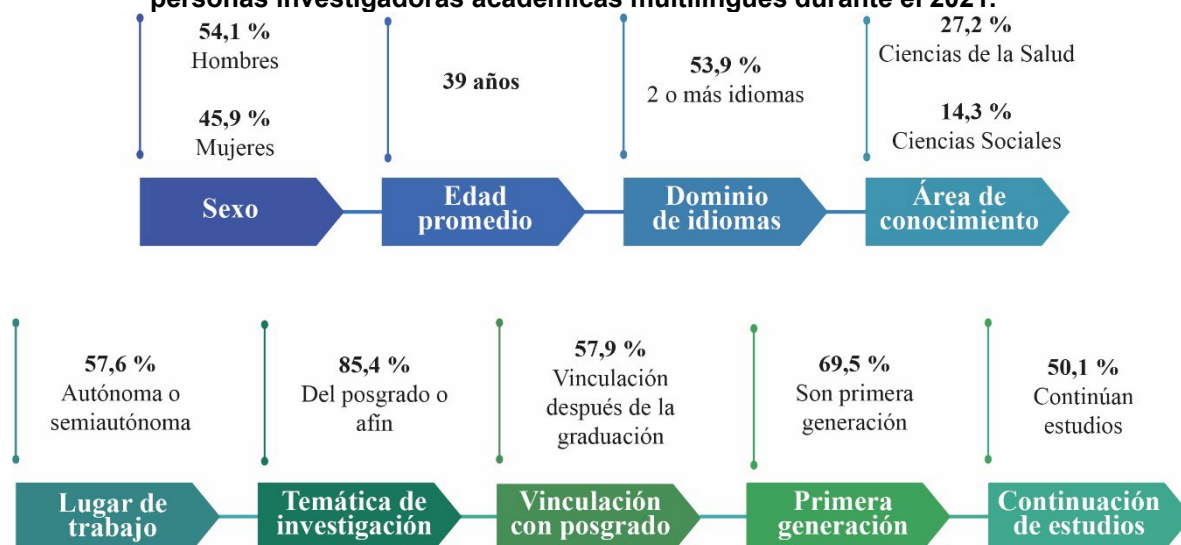 personas investigadoras académicas multilingües durante el 2021.
54,1 %
Hombres
45,9 %
Mujeres
Sexo
39 años
Edad
promedio
53,9 %
2 o más idiomas
Dominio
de idiomas
27,2 %
Ciencias de la Salud
14,3 %
Ciencias Sociales
Área de
conocimiento
57,6 %
Autónoma o
semiautónoma
Lugar de
trabajo
85,4 %
Del posgrado o
afín
Temática de
investigación
57,9 %
Vinculación
después de la
graduación
Vinculación
con posgrado
69,5 %
Son primera
generación
Primera
generación
50,1 %
Continúan
estudios
Continuación
de estudios